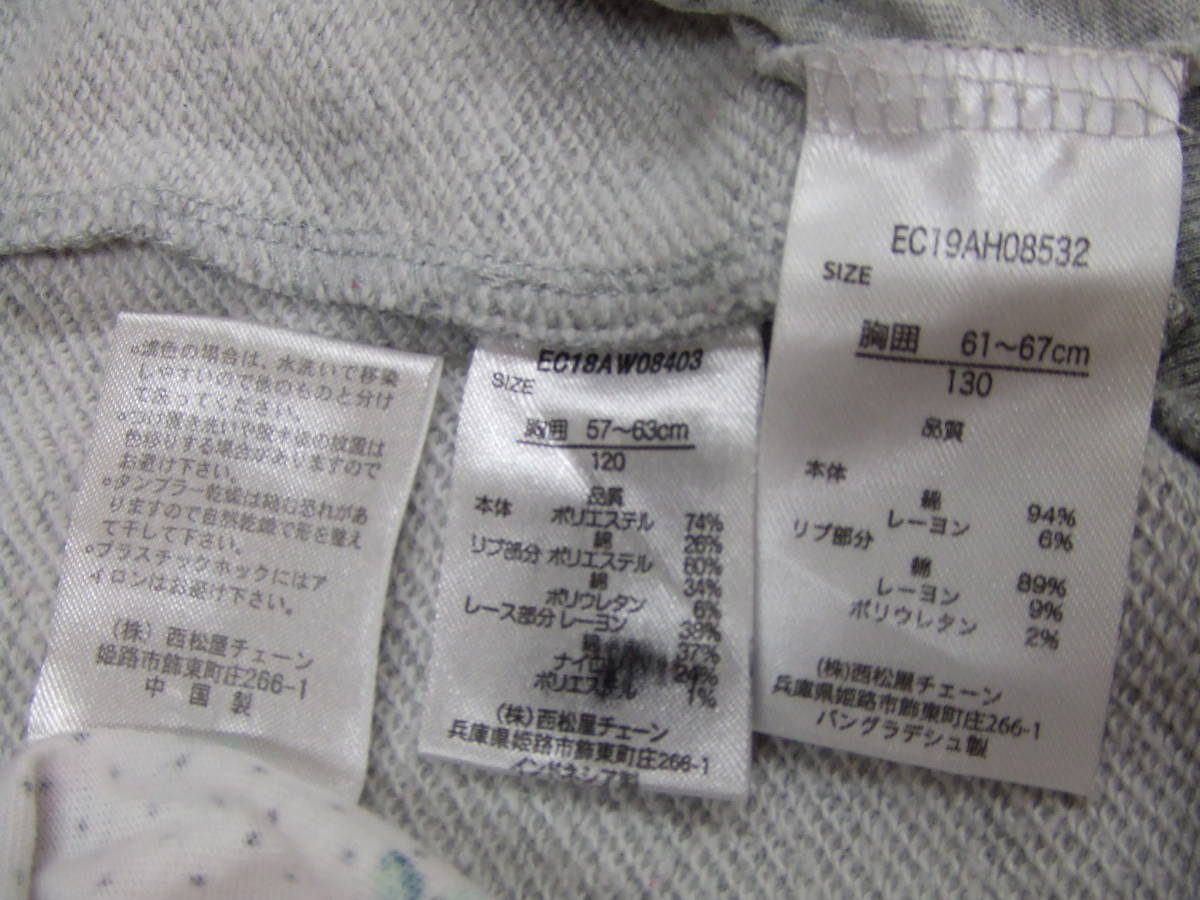 。濃色の場合は、水洗いで移染
しやすいので他のものと分け
て洗ってください。
。つけ置き洗いや脱水後の放置は
色移りする場合がありますので
お避け下さい。
。タンブラー乾燥は縮む恐れがあ
りますので自然乾燥で形を整え
て干して下さい。
。プラスチックホックにはア
イロンはお避け下さい。
(株)西松屋チェーン
姫路市飾東町庄266-1
中国製
EC18AW08403
SIZE
胸囲 57～63cm
120
品質
本体 ポリエステル 74%
綿 26%
リブ部分 ポリエステル 60%
綿 34%
ポリウレタン 6%
レース部分 レーヨン 38%
綿 37%
ナイロン 24%
ポリエステル 1%
(株)西松屋チェーン
兵庫県姫路市飾東町庄266-1
インドネシア製
EC19AH08532
SIZE
胸囲 61～67cm
130
品質
本体
綿 94%
レーヨン 6%
リブ部分
綿 89%
レーヨン 9%
ポリウレタン 2%
(株)西松屋チェーン
兵庫県姫路市飾東町庄266-1
バングラデシュ製